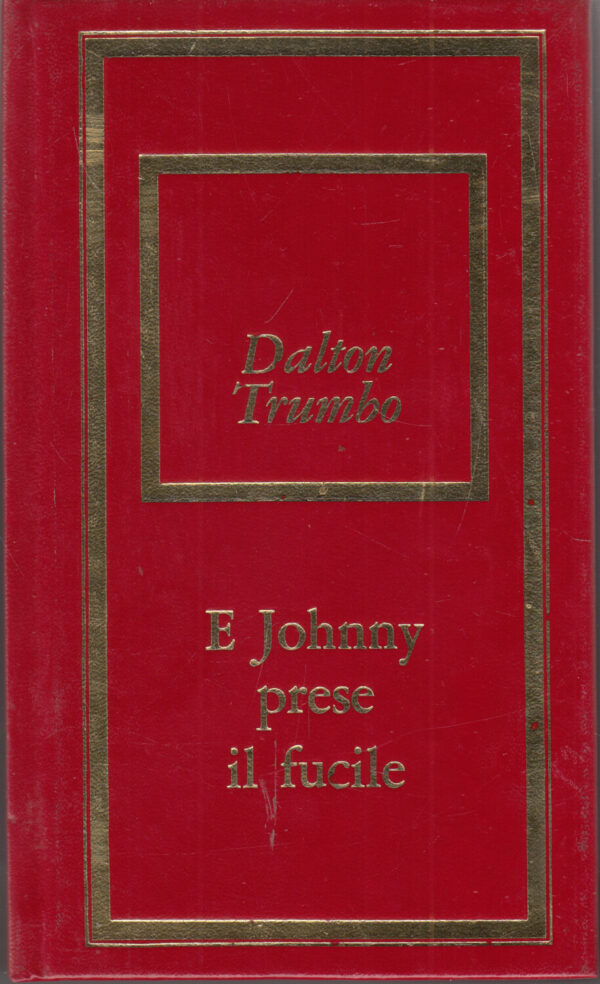 Dalton
Trumbo
E Johnny
prese
il fucile